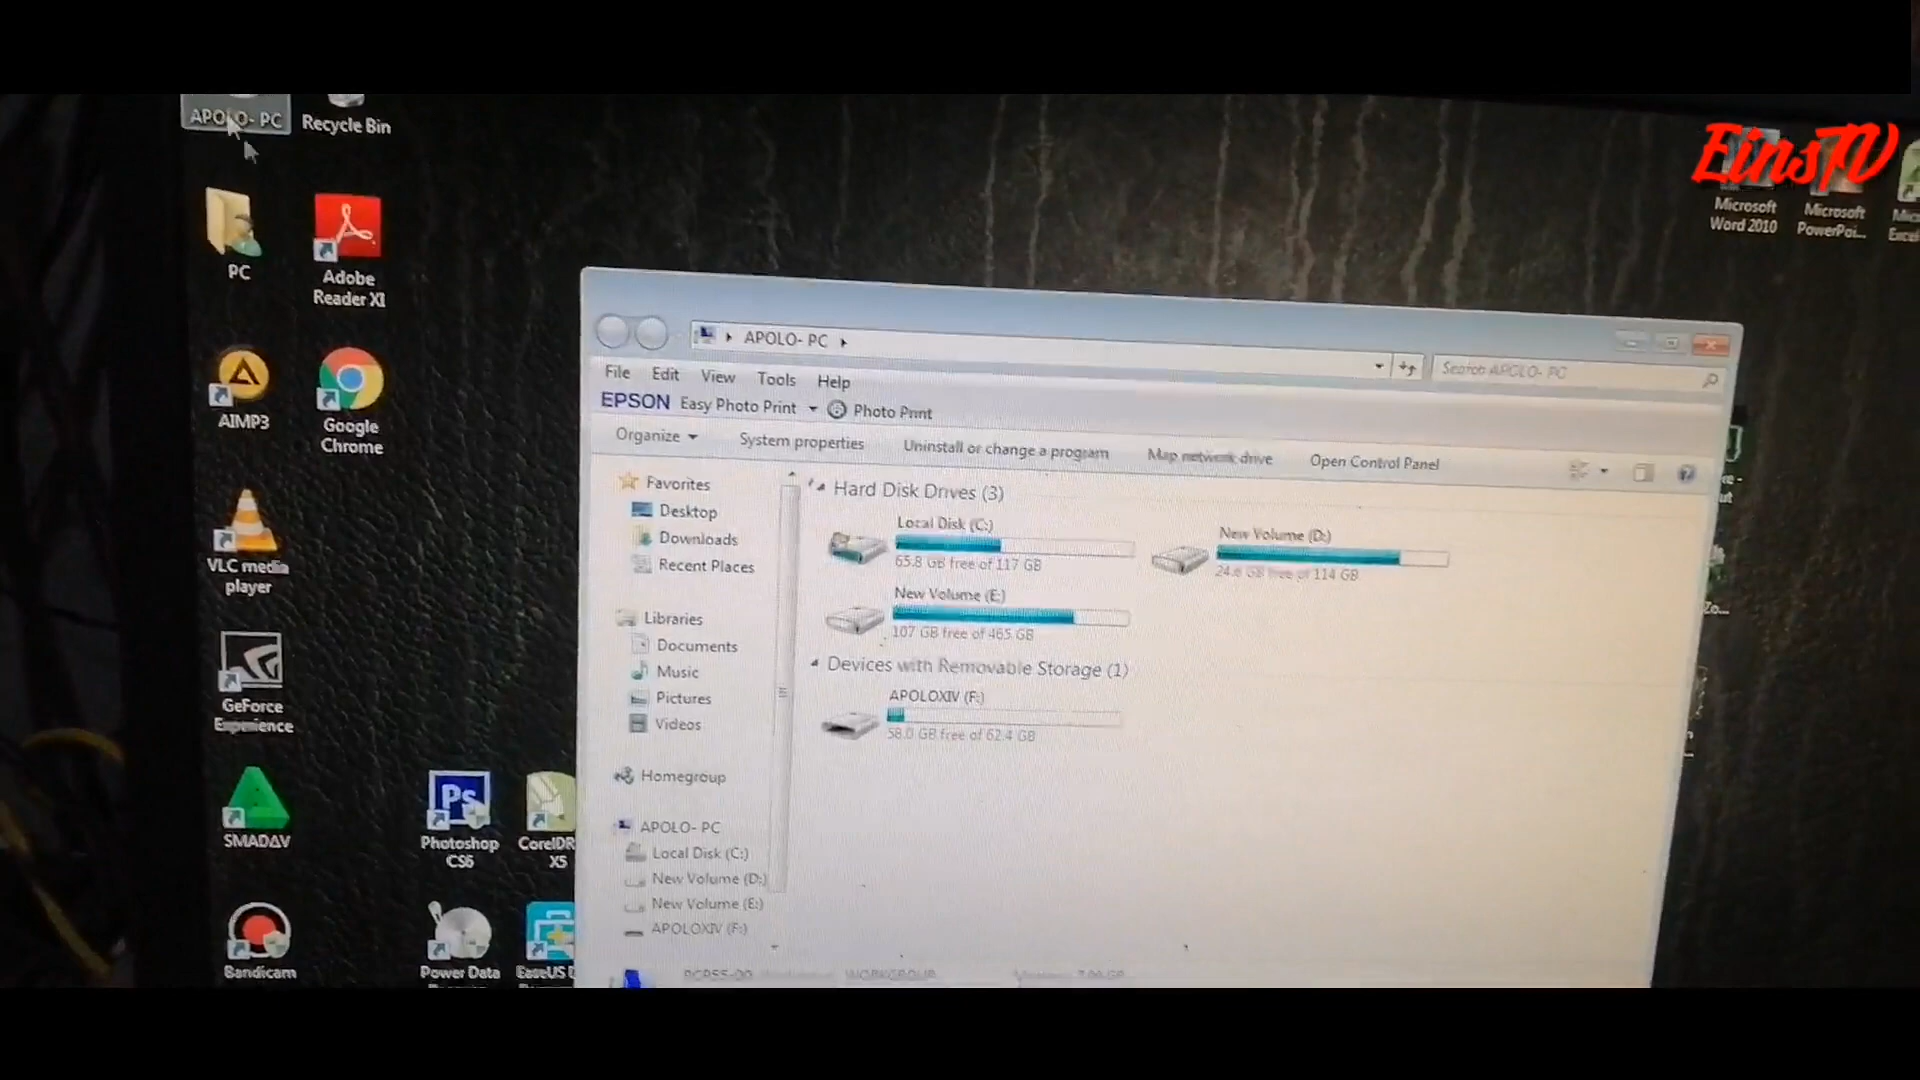 APOLO- PC
Recycle Bin
EinsTV
Microsoft
Word 2010
Microsoft
PowerPoi...
Excel
PC
Adobe
Reader XI
AIMP3
Google
Chrome
VLC media
player
GeForce
Experience
SMADΔV
Ps
Photoshop
CS6
CorelDR
X5
Bandicam
Power Data
EaseUS
APOLO- PC
Search APOLO- PC
File Edit View Tools Help
EPSON Easy Photo Print Photo Print
Organize System properties Uninstall or change a program Map network drive Open Control Panel
Favorites
Desktop
Downloads
Recent Places
Libraries
Documents
Music
Pictures
Videos
Homegroup
APOLO- PC
Local Disk (C:)
New Volume (D:)
New Volume (E:)
APOLOXIV (F:)
Hard Disk Drives (3)
Local Disk (C:)
65.8 GB free of 117 GB
New Volume (D:)
24.6 GB free of 114 GB
New Volume (E:)
107 GB free of 465 GB
Devices with Removable Storage (1)
APOLOXIV (F:)
58.0 GB free of 62.4 GB
WORKGROUP